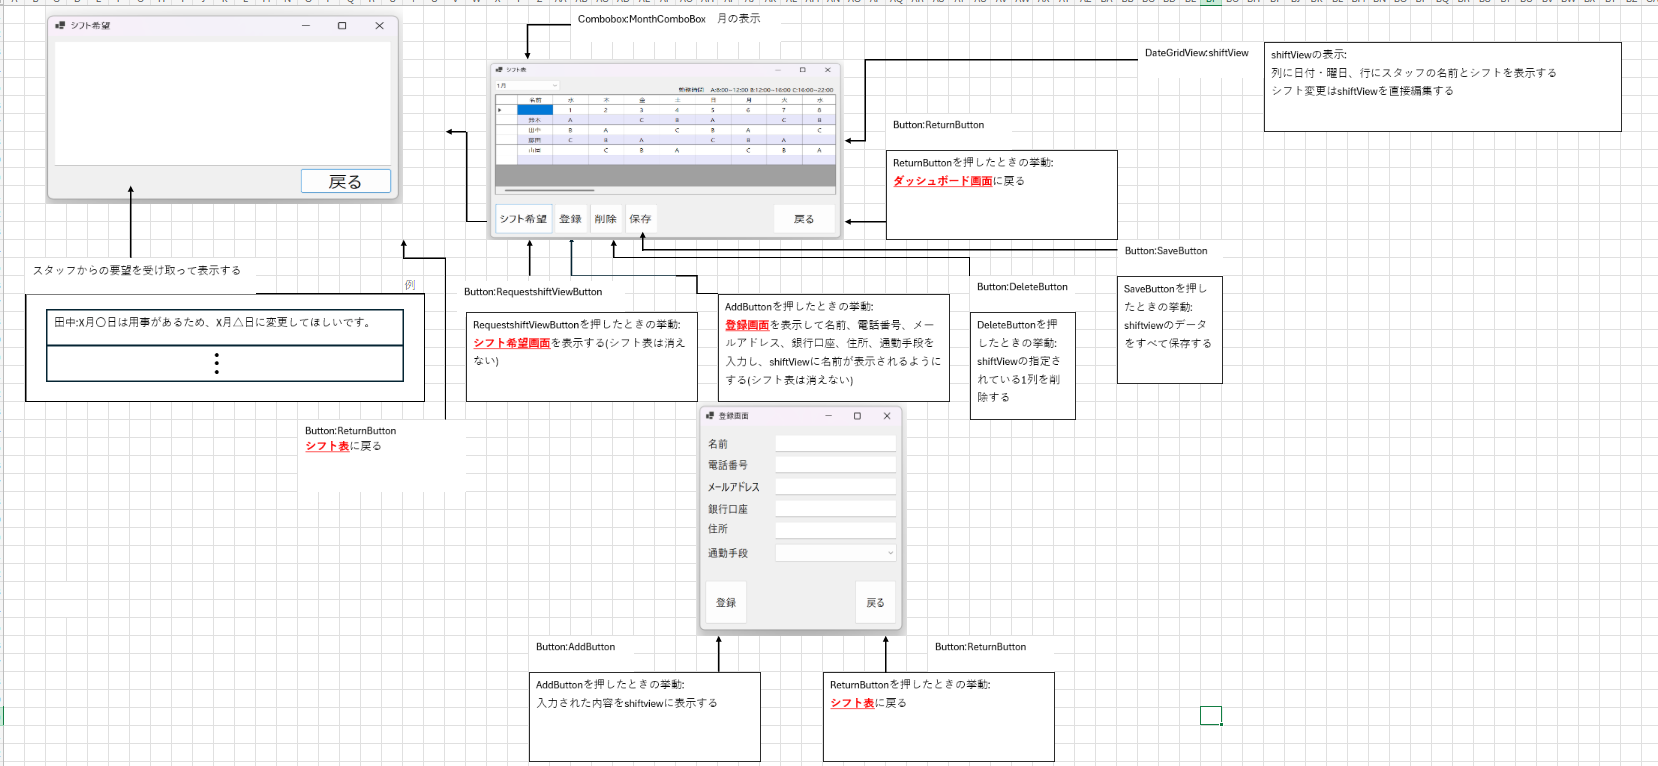 シフト希望
戻る
スタッフからの要望を受け取って表示する
例
田中:X月〇日は用事があるため、X月△日に変更してほしいです。
Button:ReturnButton
シフト表に戻る
Combobox:MonthComboBox　月の表示
シフト表
1月
勤務時間 A:8:00~12:00 B:12:00~16:00 C:16:00~22:00
名前 水 木 金 土 日 月 火 水
1 2 3 4 5 6 7 8
鈴木 A C B A C B
田中 B A C B A C
C B A C B A
山田 C B A C B A
シフト希望 登録 削除 保存 戻る
DateGridView:shiftView
shiftViewの表示:
列に日付・曜日、行にスタッフの名前とシフトを表示する
シフト変更はshiftViewを直接編集する
Button:ReturnButton
ReturnButtonを押したときの挙動:
ダッシュボード画面に戻る
Button:SaveButton
SaveButtonを押し
たときの挙動:
shiftviewのデータ
をすべて保存する
Button:DeleteButton
DeleteButtonを押
したときの挙動:
shiftViewの指定さ
れている1列を削
除する
Button:RequestshiftViewButton
RequestshiftViewButtonを押したときの挙動:
シフト希望画面を表示する(シフト表は消え
ない)
AddButtonを押したときの挙動:
登録画面を表示して名前、電話番号、メー
ルアドレス、銀行口座、住所、通勤手段を
入力し、shiftViewに名前が表示されるように
する(シフト表は消えない)
登録画面
名前
電話番号
メールアドレス
銀行口座
住所
通勤手段
登録 戻る
Button:AddButton
AddButtonを押したときの挙動:
入力された内容をshiftviewに表示する
Button:ReturnButton
ReturnButtonを押したときの挙動:
シフト表に戻る